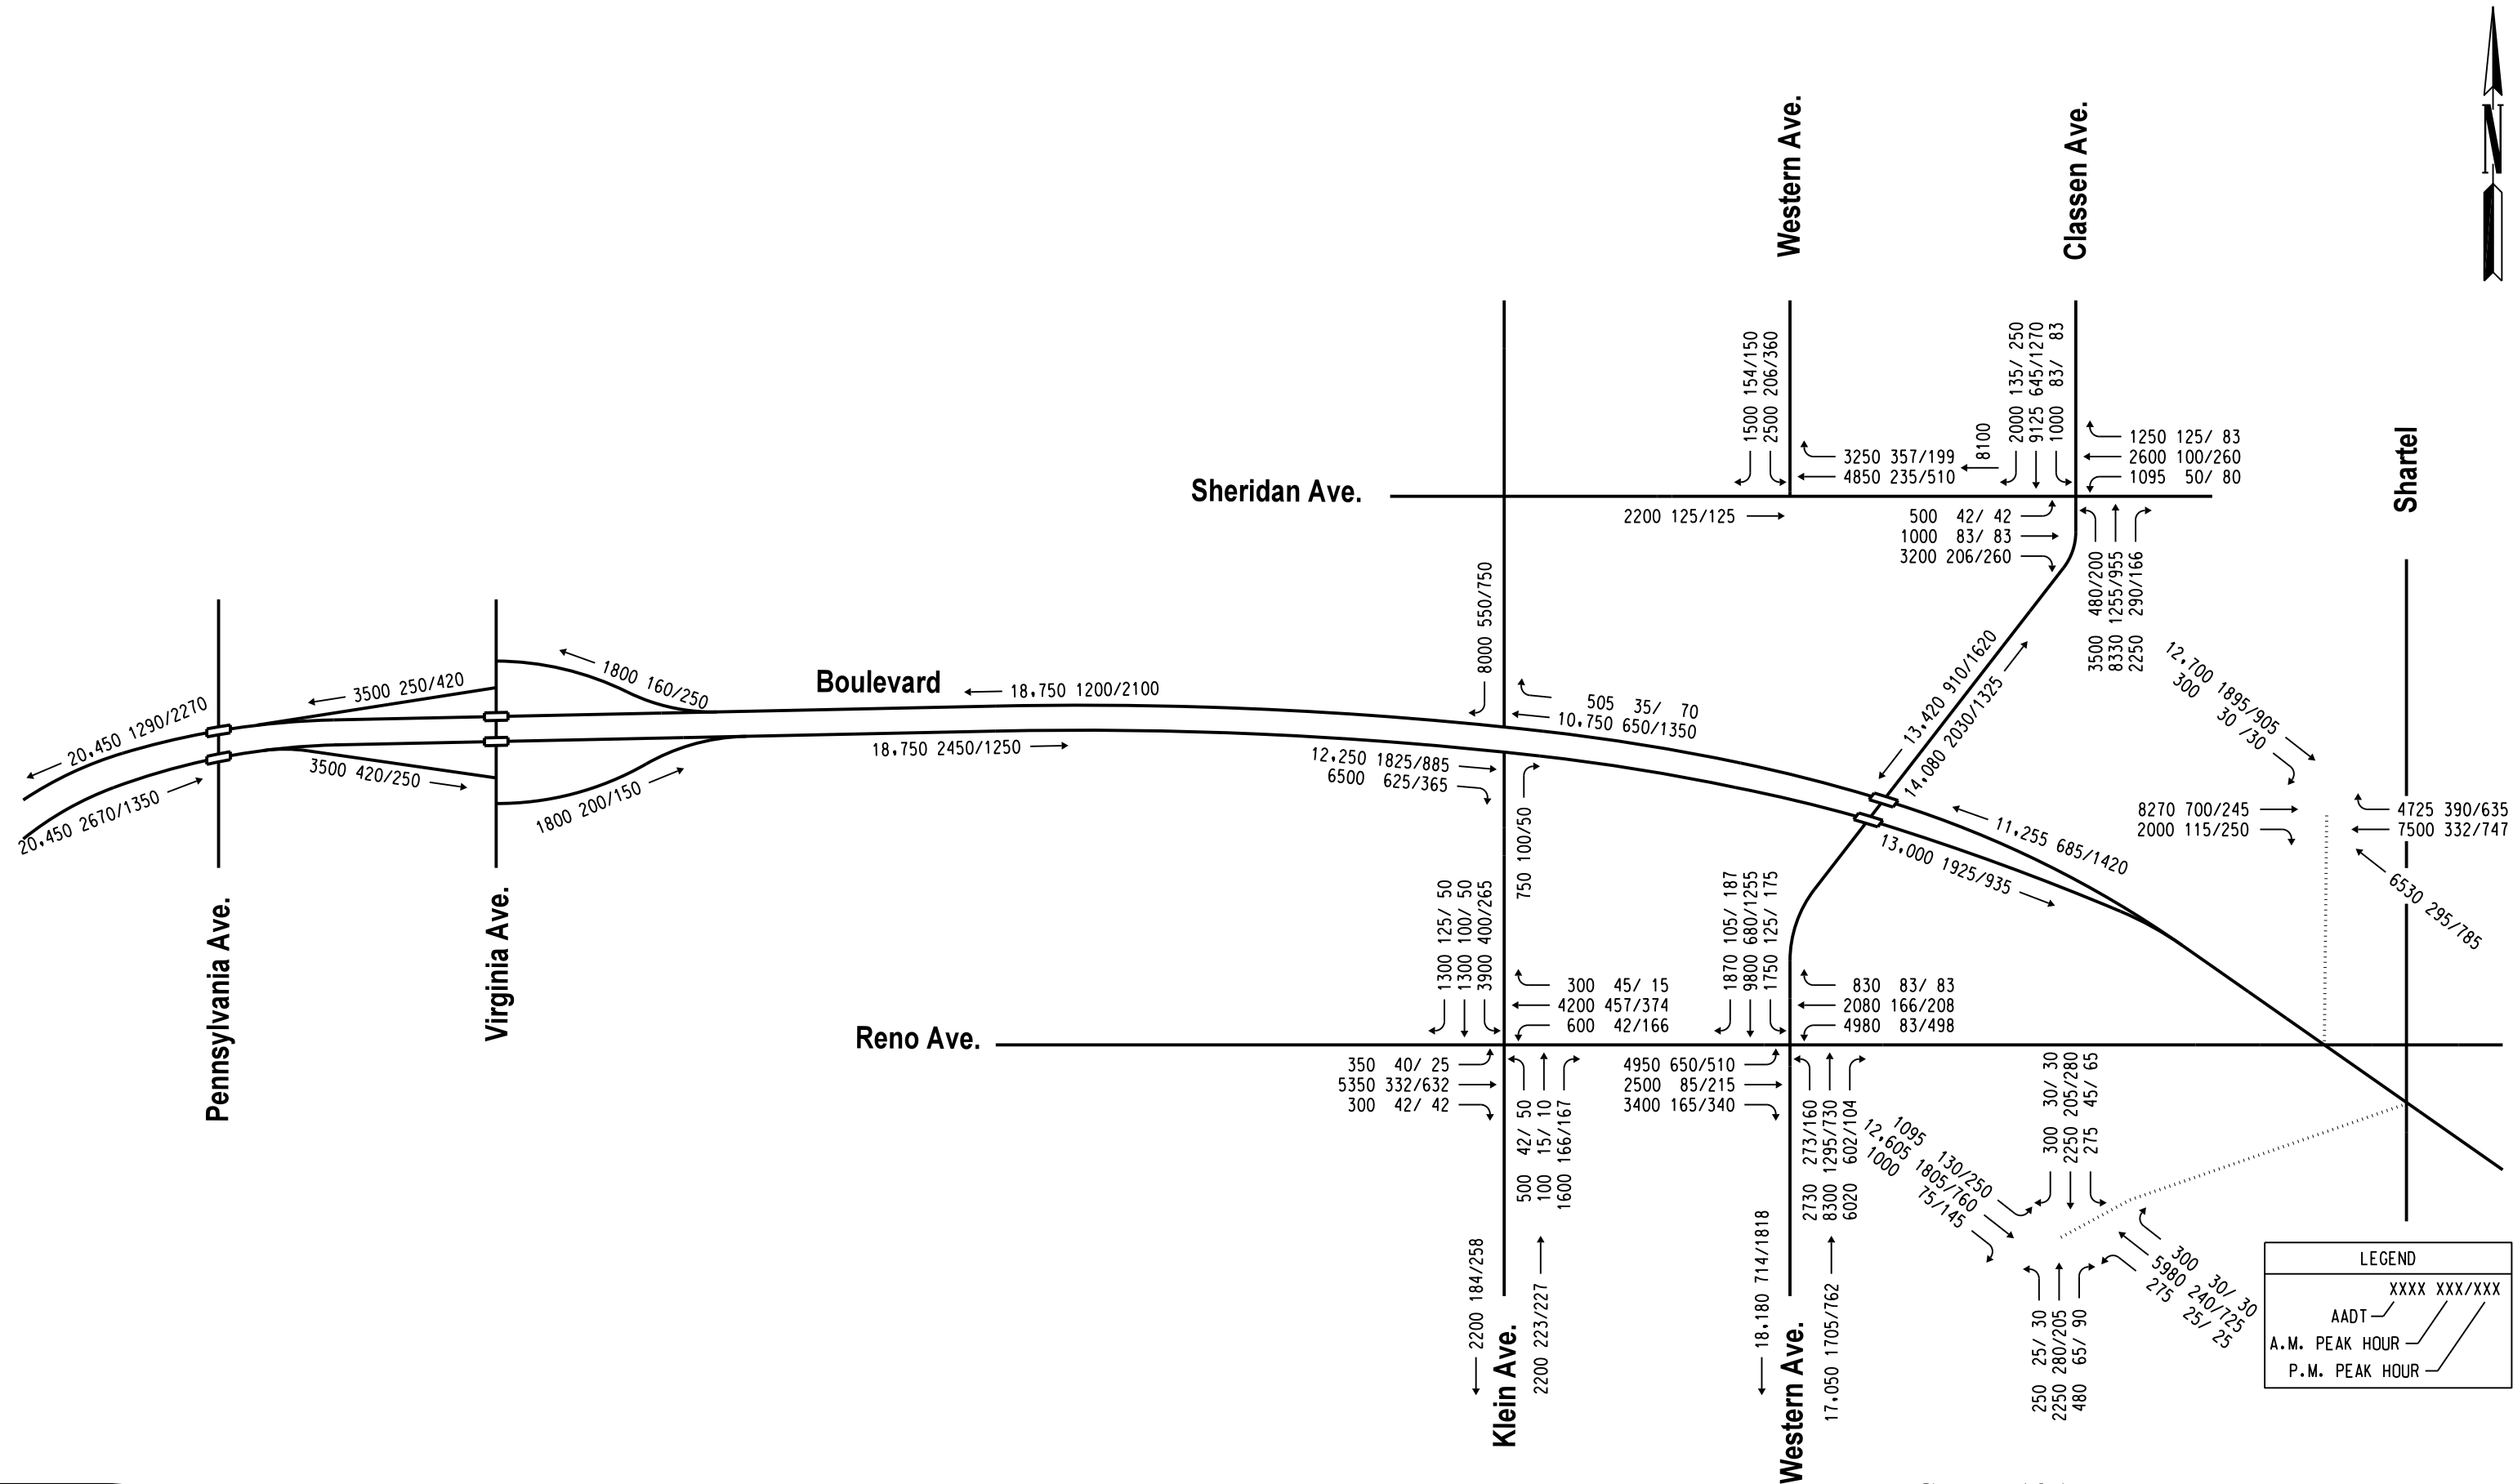 N
Western Ave.
Classen Ave.
Shartel
1500 154/150
2500 206/360
2000 135/ 250
9125 645/1270
1000 83/ 83
8100
3250 357/199
4850 235/510
1250 125/ 83
2600 100/260
1095 50/ 80
Sheridan Ave.
2200 125/125
500 42/ 42
1000 83/ 83
3200 206/260
3500 480/200
8330 1255/955
2250 290/166
8000 550/750
12,700 1895/905
300 30 /30
13,420 910/1620
14,080 2030/1325
3500 250/420
1800 160/250
Boulevard
18,750 1200/2100
505 35/ 70
10,750 650/1350
20,450 1290/2270
20,450 2670/1350
3500 420/250
1800 200/150
18,750 2450/1250
12,250 1825/885
6500 625/365
750 100/50
11,255 685/1420
13,000 1925/935
8270 700/245
2000 115/250
4725 390/635
7500 332/747
6530 295/785
Pennsylvania Ave.
Virginia Ave.
1300 125/ 50
1300 100/ 50
3900 400/265
300 45/ 15
4200 457/374
600 42/166
1870 105/ 187
9800 680/1255
1750 125/ 175
830 83/ 83
2080 166/208
4980 83/498
Reno Ave.
350 40/ 25
5350 332/632
300 42/ 42
500 42/ 50
100 15/ 10
1600 166/167
4950 650/510
2500 85/215
3400 165/340
2730 273/160
8300 1295/730
6020 602/104
1095 130/250
12,605 1805/760
1000 75/145
300 30/ 30
2250 205/280
275 45/ 65
300 30/ 30
5980 240/725
275 25/ 25
250 25/ 30
2250 280/205
480 65/ 90
2200 184/258
Klein Ave.
2200 223/227
18,180 714/1818
Western Ave.
17,050 1705/762
LEGEND
XXXX XXX/XXX
AADT
A.M. PEAK HOUR
P.M. PEAK HOUR